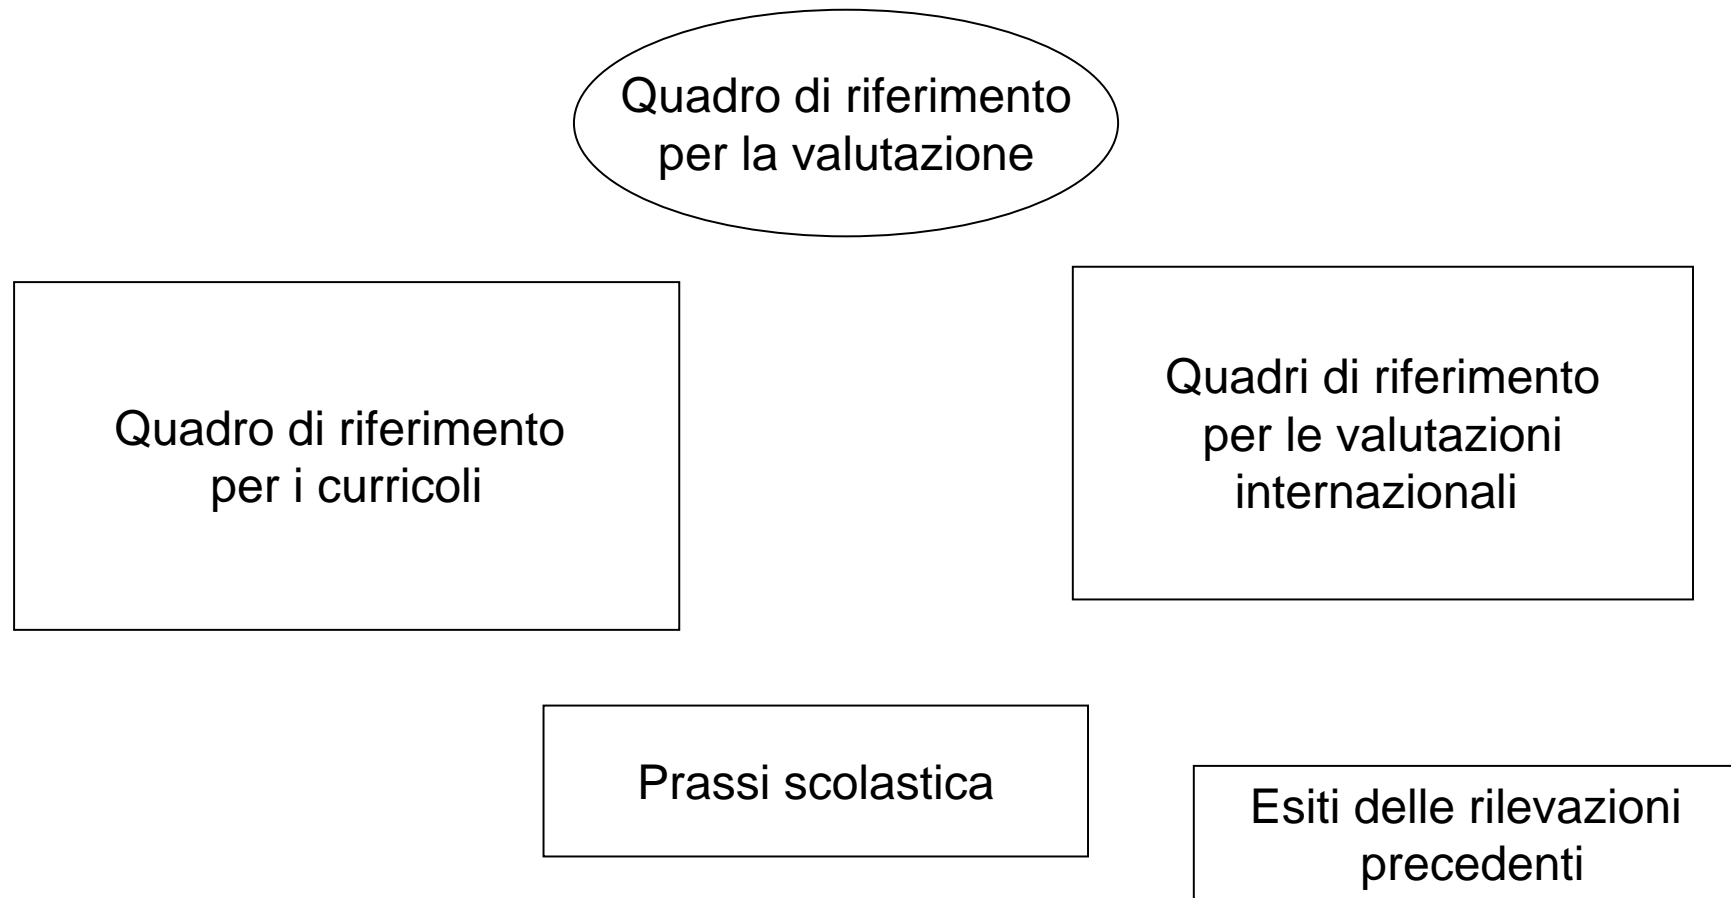 Quadro di riferimento
per la valutazione
Quadro di riferimento
per i curricoli
Quadri di riferimento
per le valutazioni
internazionali
Prassi scolastica
Esiti delle rilevazioni
precedenti